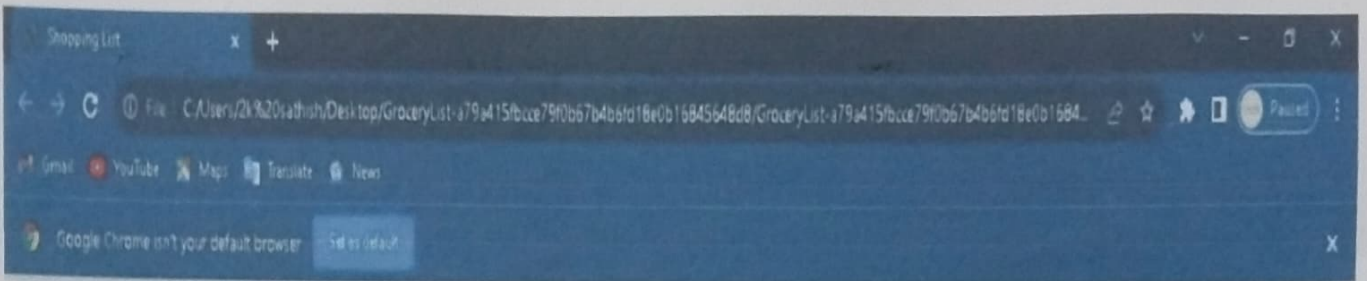 Shopping List x +
File C:/Users/2k%20sathish/Desktop/GroceryList-a79a415fbcce79f0b67b4b6fd18e0b16845648d8/GroceryList-a79a415fbcce79f0b67b4b6fd18e0b1684... Paused
Gmail YouTube Maps Translate News
Google Chrome isn't your default browser Set as default X